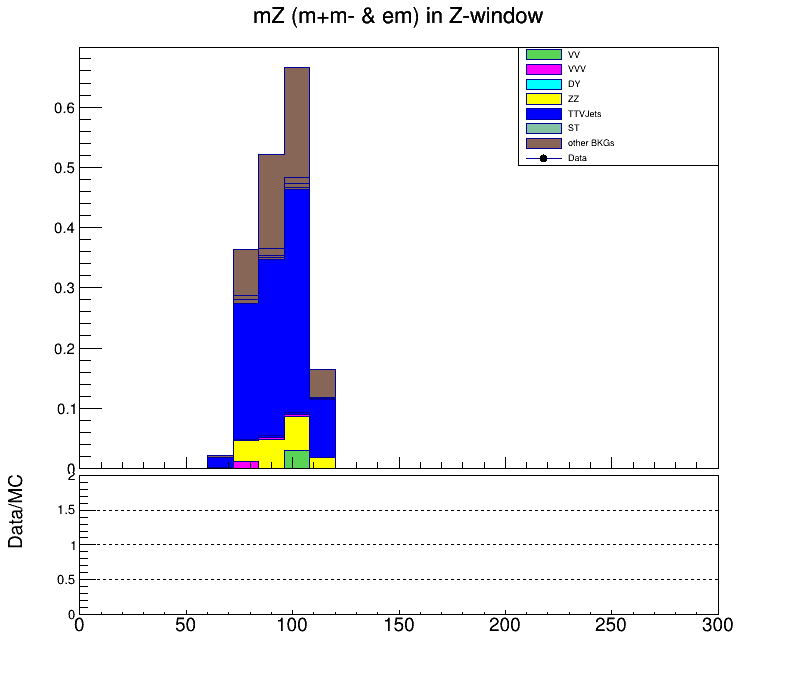 mZ (m+m- & em) in Z-window
VV
VVV
DY
ZZ
TTVJets
ST
other BKGs
Data
0.6
0.5
0.4
0.3
0.2
0.1
0
2
1.5
1
0.5
0
Data/MC
0 50 100 150 200 250 300